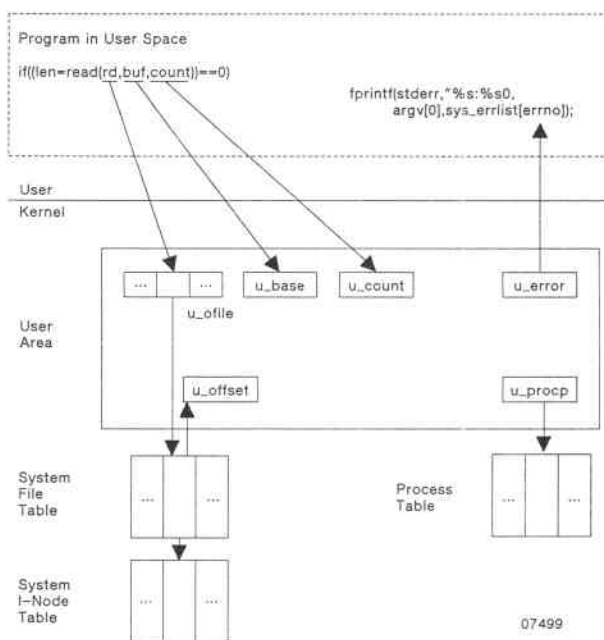 Program in User Space
if((len=read(rd,buf,count))==0)
fprintf(stderr,"%s:%s0,
argv[0],sys_errlist[errno]);
User
Kernel
... ...
u_base
u_count
u_error
u_ofile
User
Area
u_offset
u_procp
System
File
Table
... ...
Process
Table
... ...
System
I-Node
Table
... ...
07499